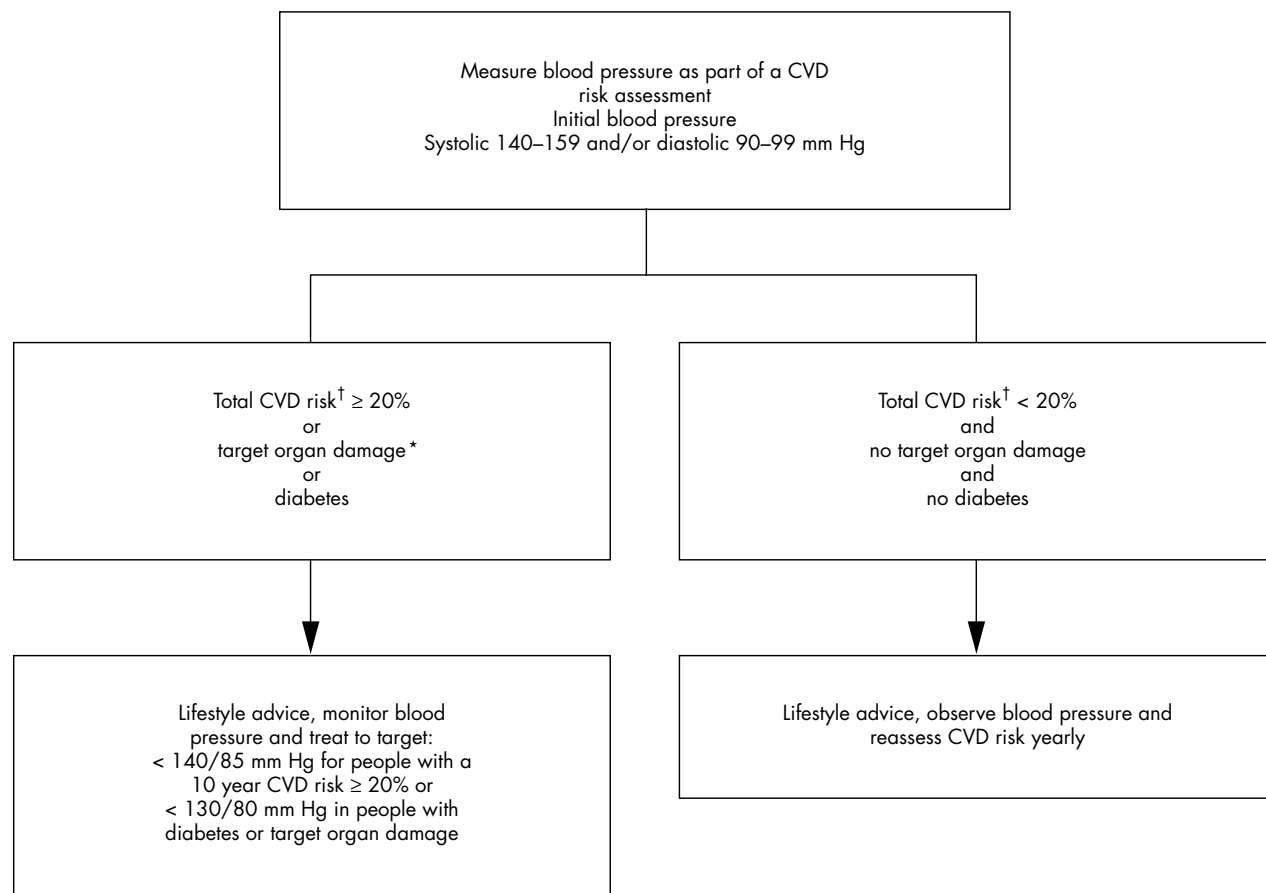 Measure blood pressure as part of a CVD
risk assessment
Initial blood pressure
Systolic 140–159 and/or diastolic 90–99 mm Hg
Total CVD risk† ≥ 20%
or
target organ damage*
or
diabetes
Total CVD risk† < 20%
and
no target organ damage
and
no diabetes
Lifestyle advice, monitor blood
pressure and treat to target:
< 140/85 mm Hg for people with a
10 year CVD risk ≥ 20% or
< 130/80 mm Hg in people with
diabetes or target organ damage
Lifestyle advice, observe blood pressure and
reassess CVD risk yearly